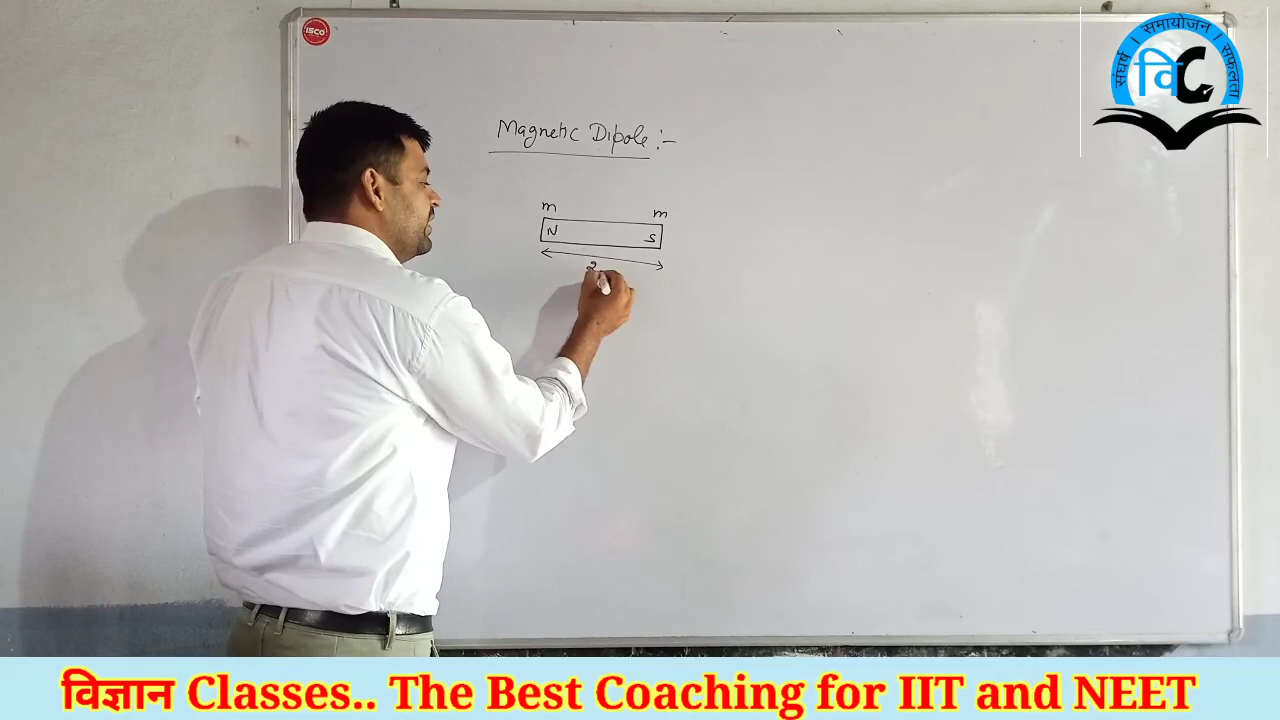 ISCO
संघर्ष । समायोजन । सफलता
विC
Magnetic Dipole :-
m m
N S
2
विज्ञान Classes.. The Best Coaching for IIT and NEET